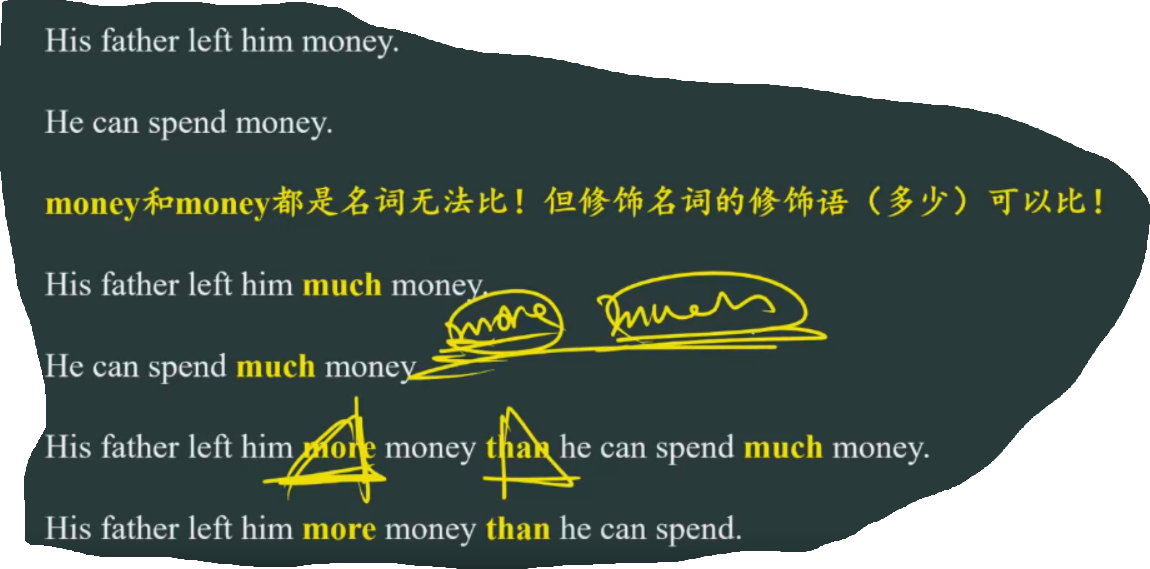 His father left him money.
He can spend money.
money和money都是名词无法比！但修饰名词的修饰语（多少）可以比！
His father left him much money.
more much
He can spend much money
His father left him more money than he can spend much money.
His father left him more money than he can spend.